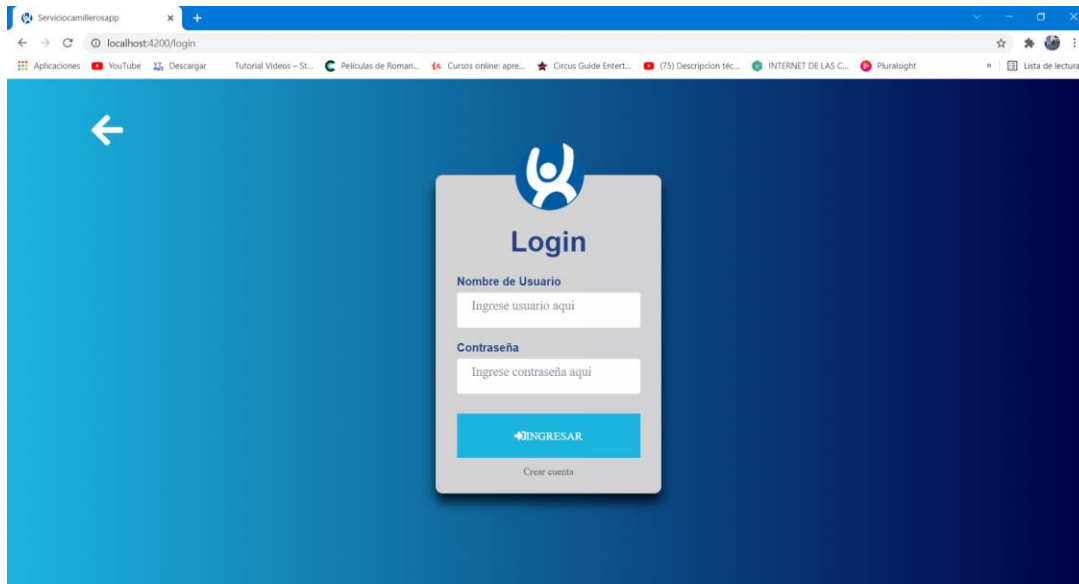 Serviciocamillerosapp
localhost:4200/login
Aplicaciones YouTube Descargar Tutorial Videos – St... Películas de Roman... Cursos online: apre... Circus Guide Entert... (75) Descripcion téc... INTERNET DE LAS C... Pluralsight » Lista de lectura
Login
Nombre de Usuario
Ingrese usuario aqui
Contraseña
Ingrese contraseña aqui
INGRESAR
Crear cuenta